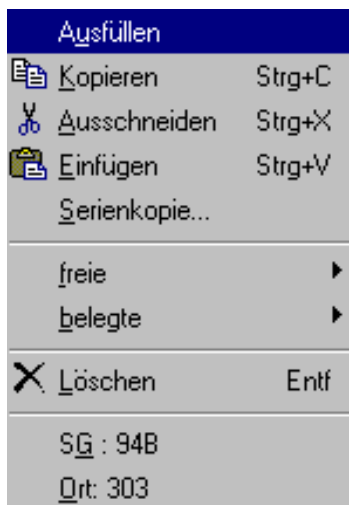 Ausfüllen
Kopieren Strg+C
Ausschneiden Strg+X
Einfügen Strg+V
Serienkopie...
freie
belegte
Löschen Entf
SG : 94B
Ort: 303